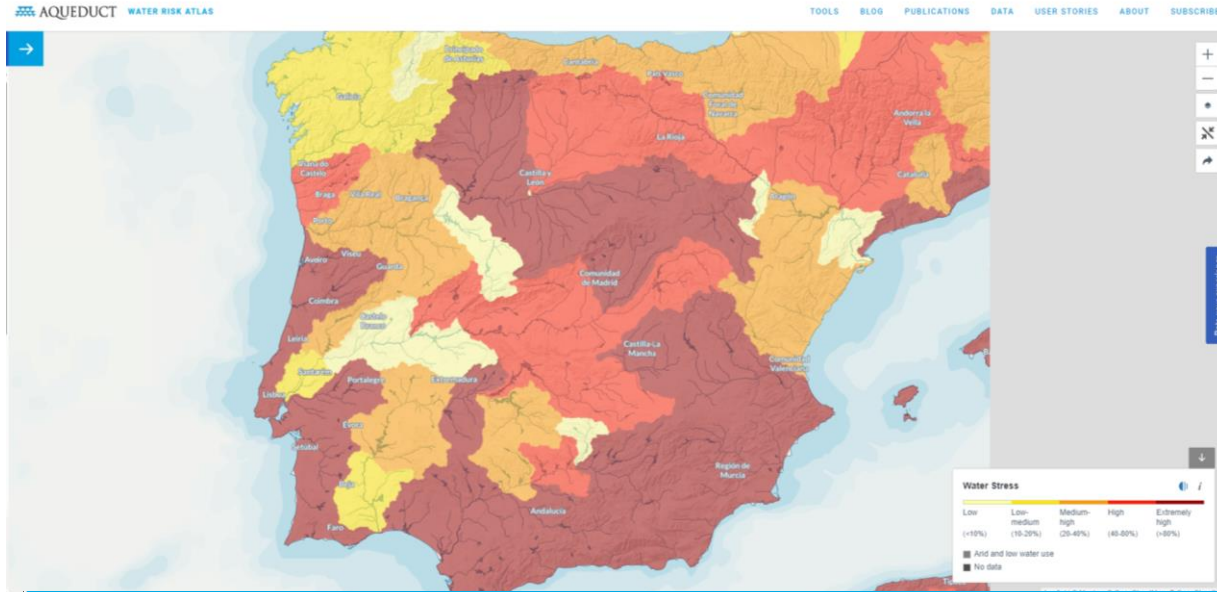 AQUEDUCT WATER RISK ATLAS
TOOLS BLOG PUBLICATIONS DATA USER STORIES ABOUT SUBSCRIBE
Principado de Asturias
Cantabria
País Vasco
Galicia
Comunidad Foral de Navarra
Andorra la Vella
La Rioja
Viana do Castelo
Castilla y León
Cataluña
Braga
Vila Real
Bragança
Aragón
Porto
Aveiro
Viseu
Guarda
Comunidad de Madrid
Coimbra
Castelo Branco
Leiria
Castilla-La Mancha
Comunidad Valenciana
Santarém
Portalegre
Extremadura
Lisboa
Évora
Setúbal
Región de Murcia
Beja
Andalucía
Faro
Water Stress
Low
Low-medium
Medium-high
High
Extremely high
(<10%)
(10-20%)
(20-40%)
(40-80%)
(>80%)
Arid and low water use
No data